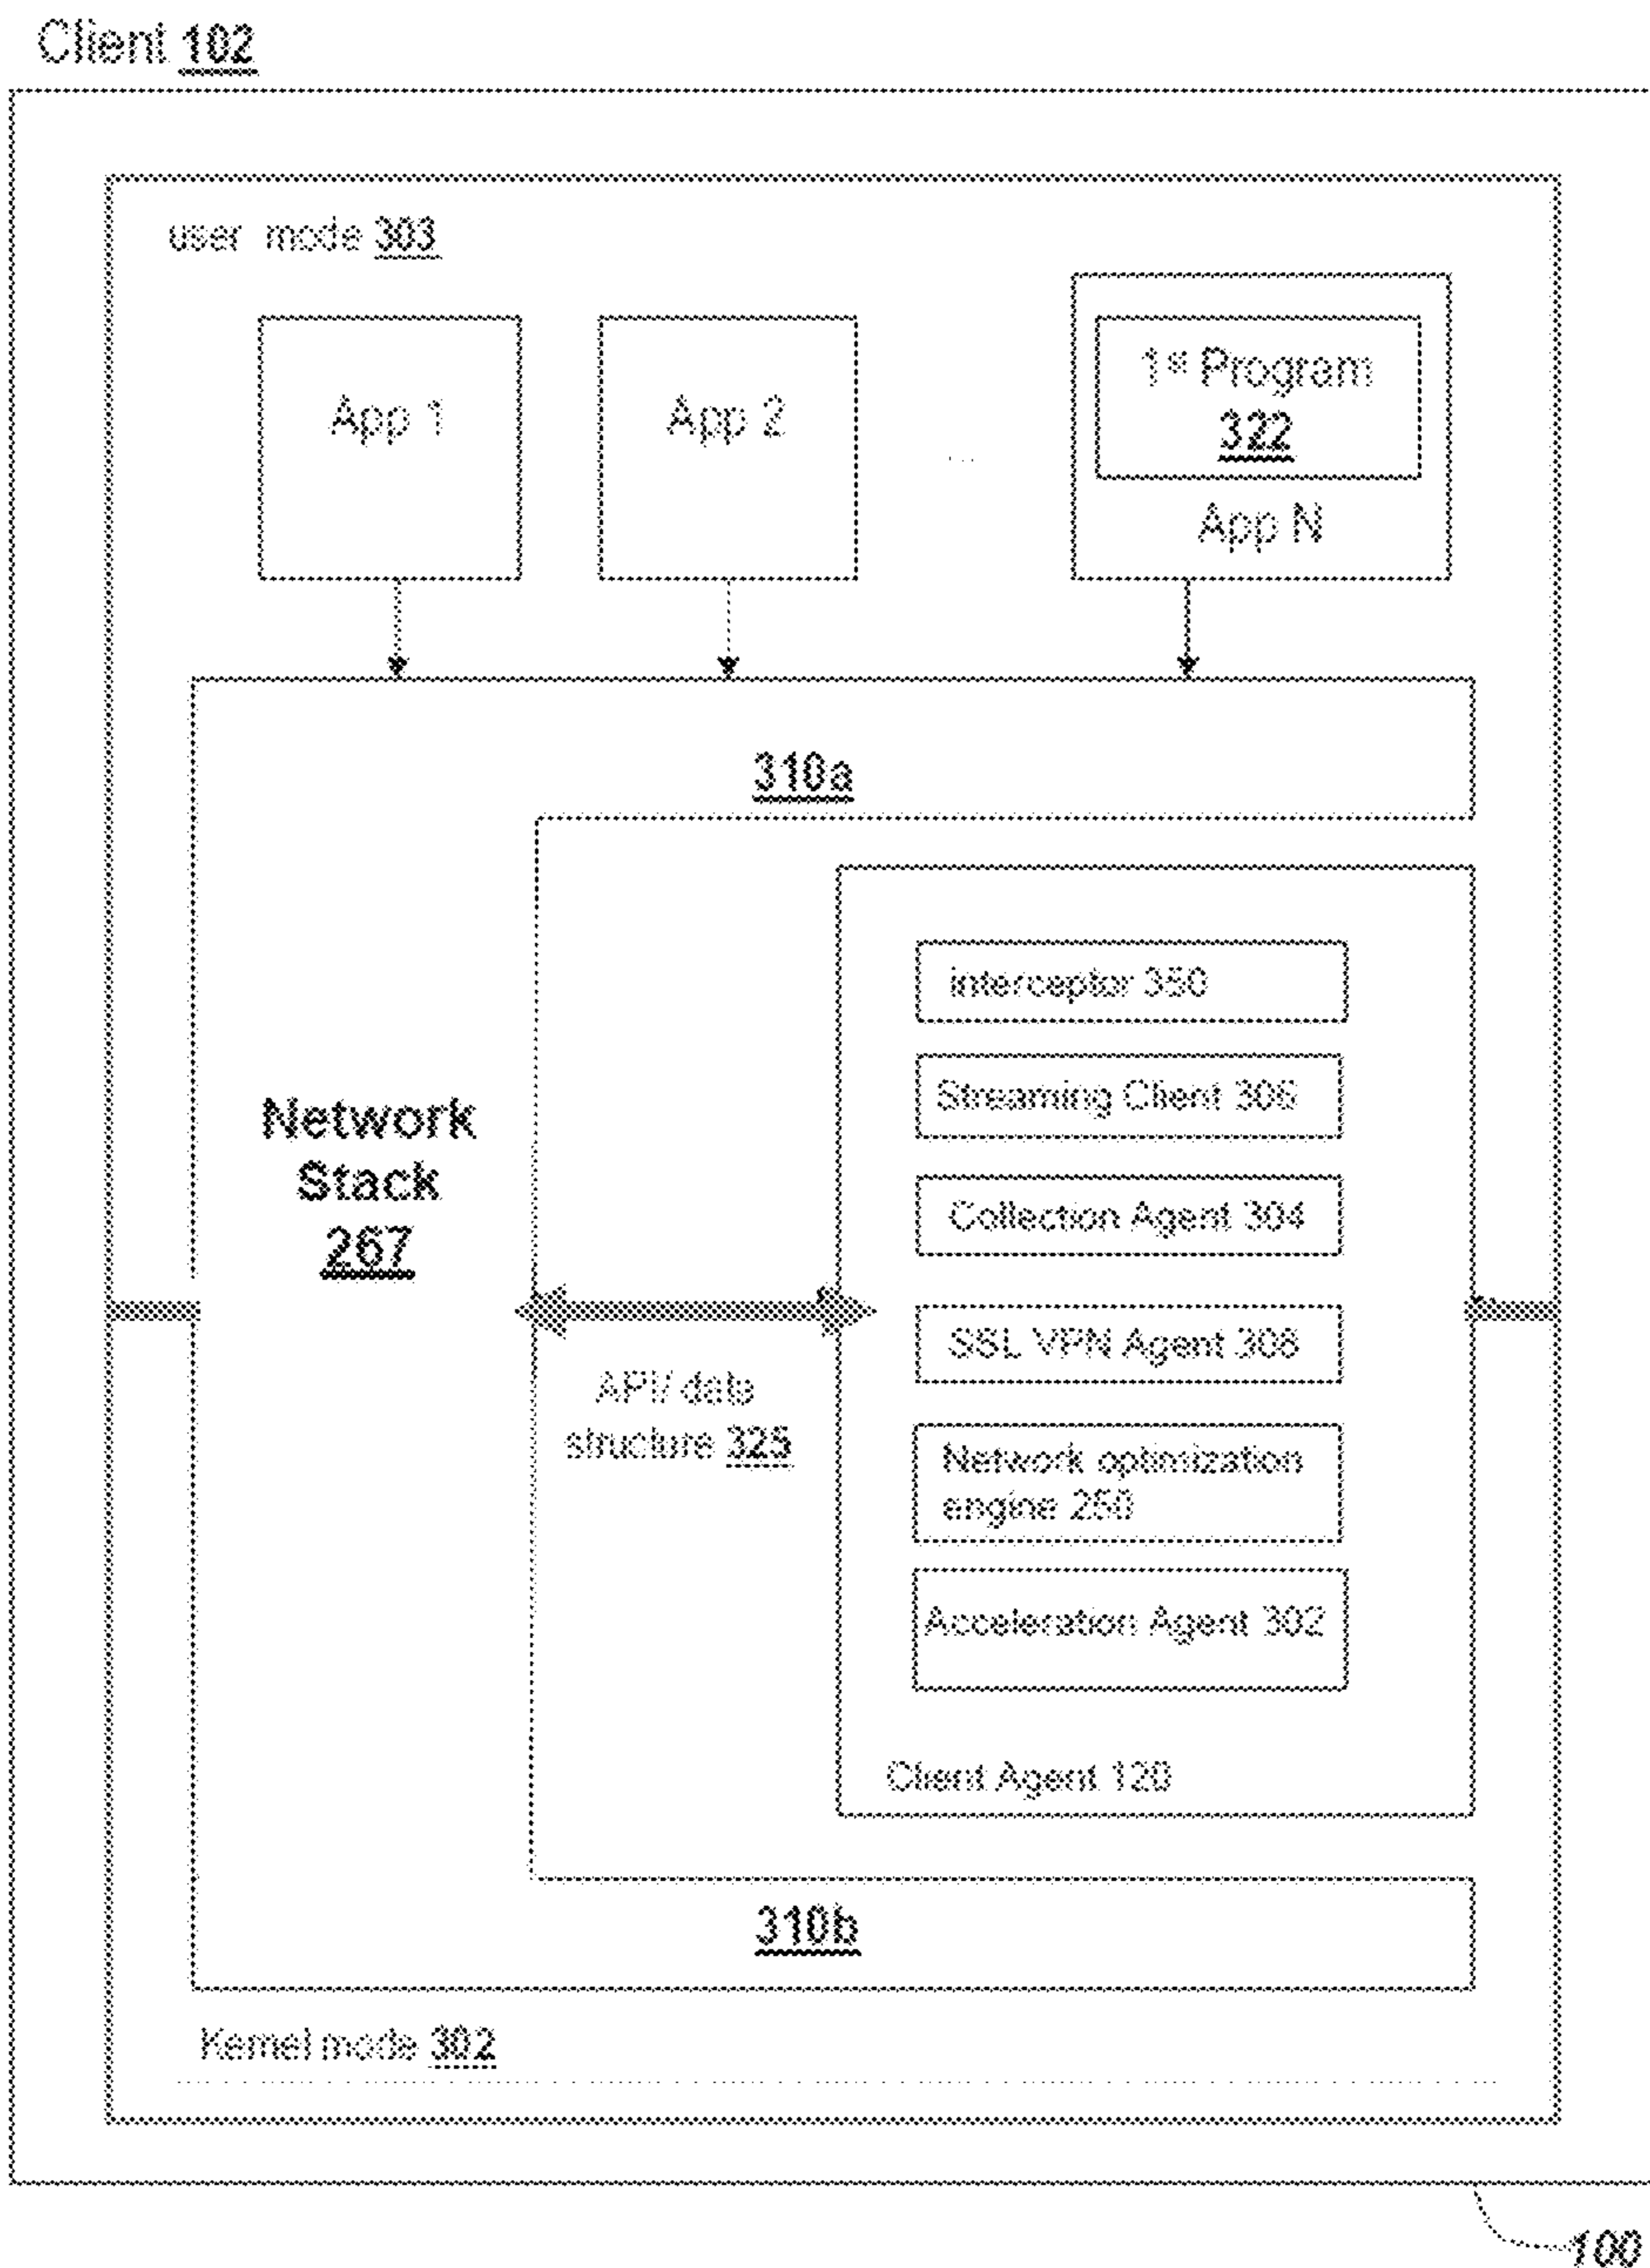 Client 102
user mode 303
App 1
App 2
...
1st Program
322
App N
310a
interceptor 350
Streaming Client 306
Collection Agent 304
Network
Stack
267
SSL VPN Agent 308
API/ data
structure 325
Network optimization
engine 250
Acceleration Agent 302
Client Agent 120
310b
Kernel mode 302
100